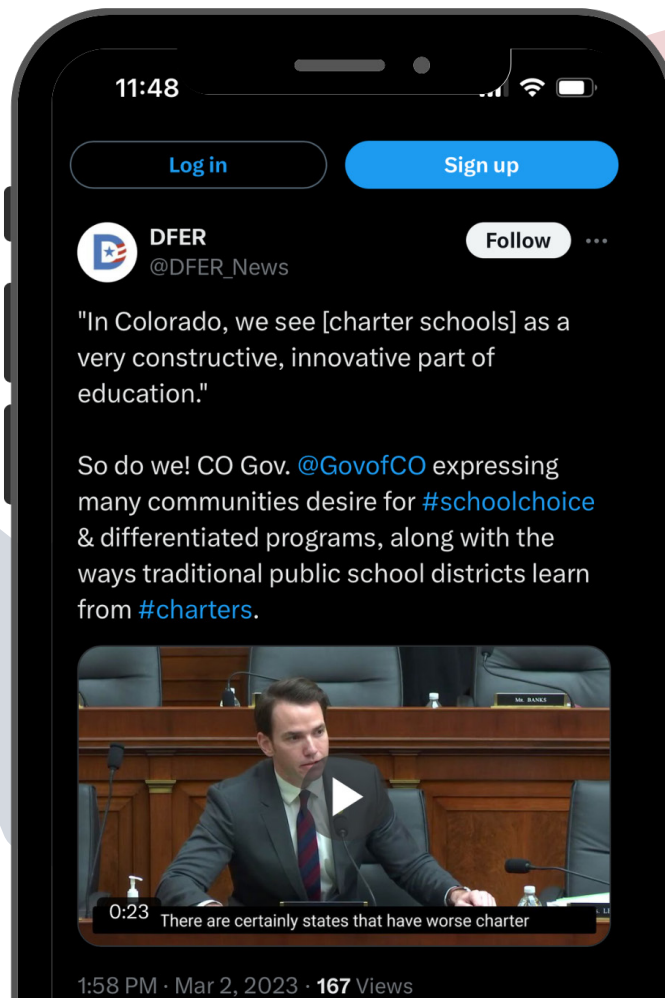 11:48
Log in
Sign up
DFER
Follow
@DFER_News
"In Colorado, we see [charter schools] as a
very constructive, innovative part of
education."
So do we! CO Gov. @GovofCO expressing
many communities desire for #schoolchoice
& differentiated programs, along with the
ways traditional public school districts learn
from #charters.
Mr. BANKS
0:23
There are certainly states that have worse charter
1:58 PM · Mar 2, 2023 · 167 Views